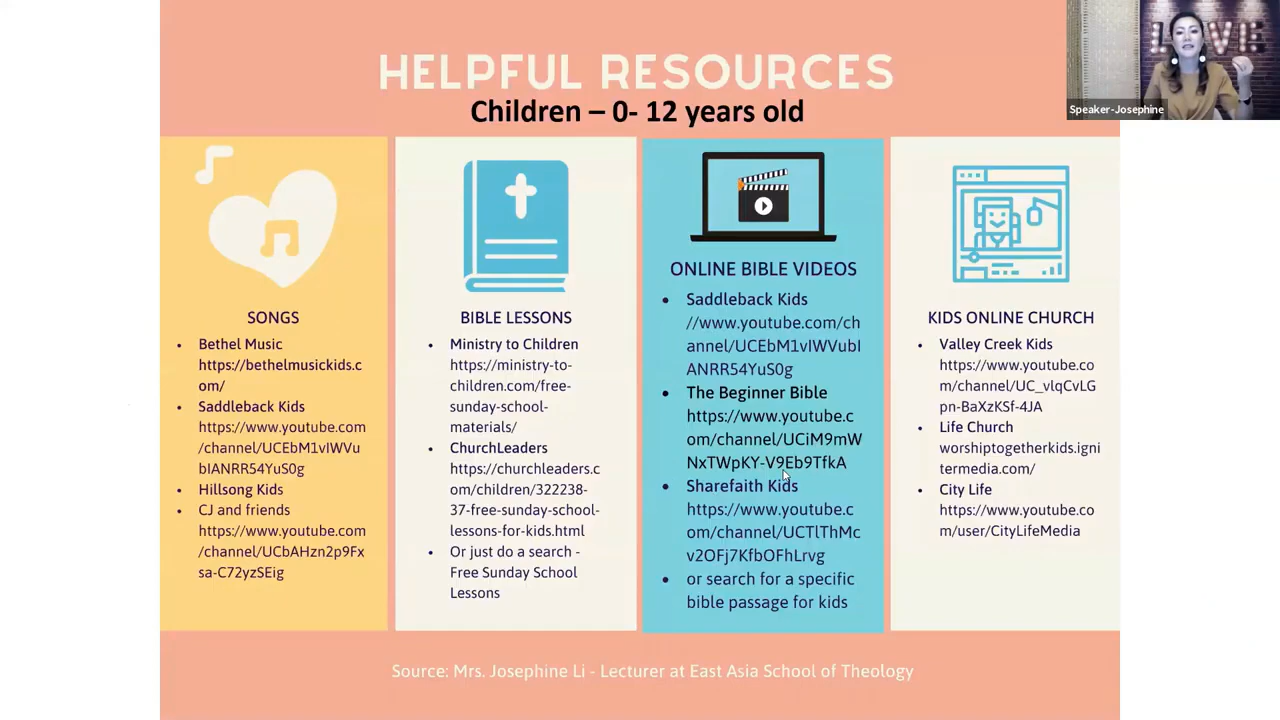 HELPFUL RESOURCES
Children – 0- 12 years old
LOVE
Speaker-Josephine
SONGS
• Bethel Music
https://bethelmusickids.c
om/
• Saddleback Kids
https://www.youtube.com
/channel/UCEbM1vIWVu
bIANRR54YuS0g
• Hillsong Kids
• CJ and friends
https://www.youtube.com
/channel/UCbAHzn2p9Fx
sa-C72yzSEig
BIBLE LESSONS
• Ministry to Children
https://ministry-to-
children.com/free-
sunday-school-
materials/
• ChurchLeaders
https://churchleaders.c
om/children/322238-
37-free-sunday-school-
lessons-for-kids.html
• Or just do a search -
Free Sunday School
Lessons
ONLINE BIBLE VIDEOS
• Saddleback Kids
//www.youtube.com/ch
annel/UCEbM1vIWVubI
ANRR54YuS0g
• The Beginner Bible
https://www.youtube.c
om/channel/UCiM9mW
NxTWpKY-V9Eb9TfkA
• Sharefaith Kids
https://www.youtube.c
om/channel/UCTlThMc
v2OFj7KfbOFhLrvg
• or search for a specific
bible passage for kids
KIDS ONLINE CHURCH
• Valley Creek Kids
https://www.youtube.co
m/channel/UC_vlqCvLG
pn-BaXzKSf-4JA
• Life Church
worshiptogetherkids.igni
termedia.com/
• City Life
https://www.youtube.co
m/user/CityLifeMedia
Source: Mrs. Josephine Li - Lecturer at East Asia School of Theology